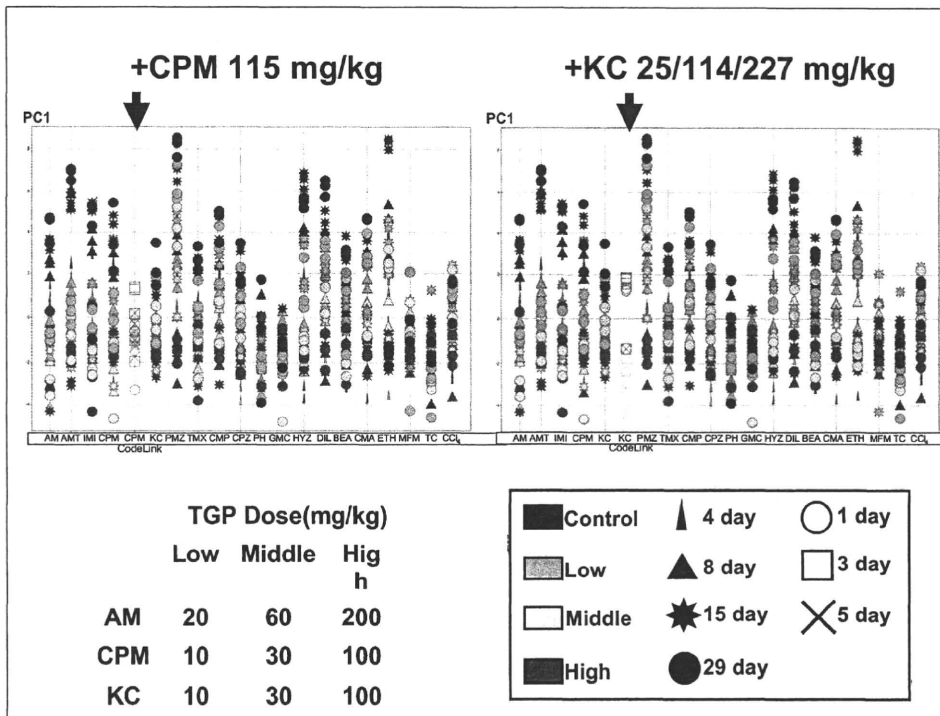 +CPM 115 mg/kg
+KC 25/114/227 mg/kg
PC1
PC1
AM AMT IMI CPM CPM KC PMZ TMX CMP CPZ PH GMC HYZ DIL BEA CMA ETH MFM TC CCl4
CodeLink
AM AMT IMI CPM KC KC PMZ TMX CMP CPZ PH GMC HYZ DIL BEA CMA ETH MFM TC CCl4
CodeLink
TGP Dose(mg/kg)
Low Middle Hig
h
AM 20 60 200
CPM 10 30 100
KC 10 30 100
Control 4 day 1 day
Low 8 day 3 day
Middle 15 day 5 day
High 29 day